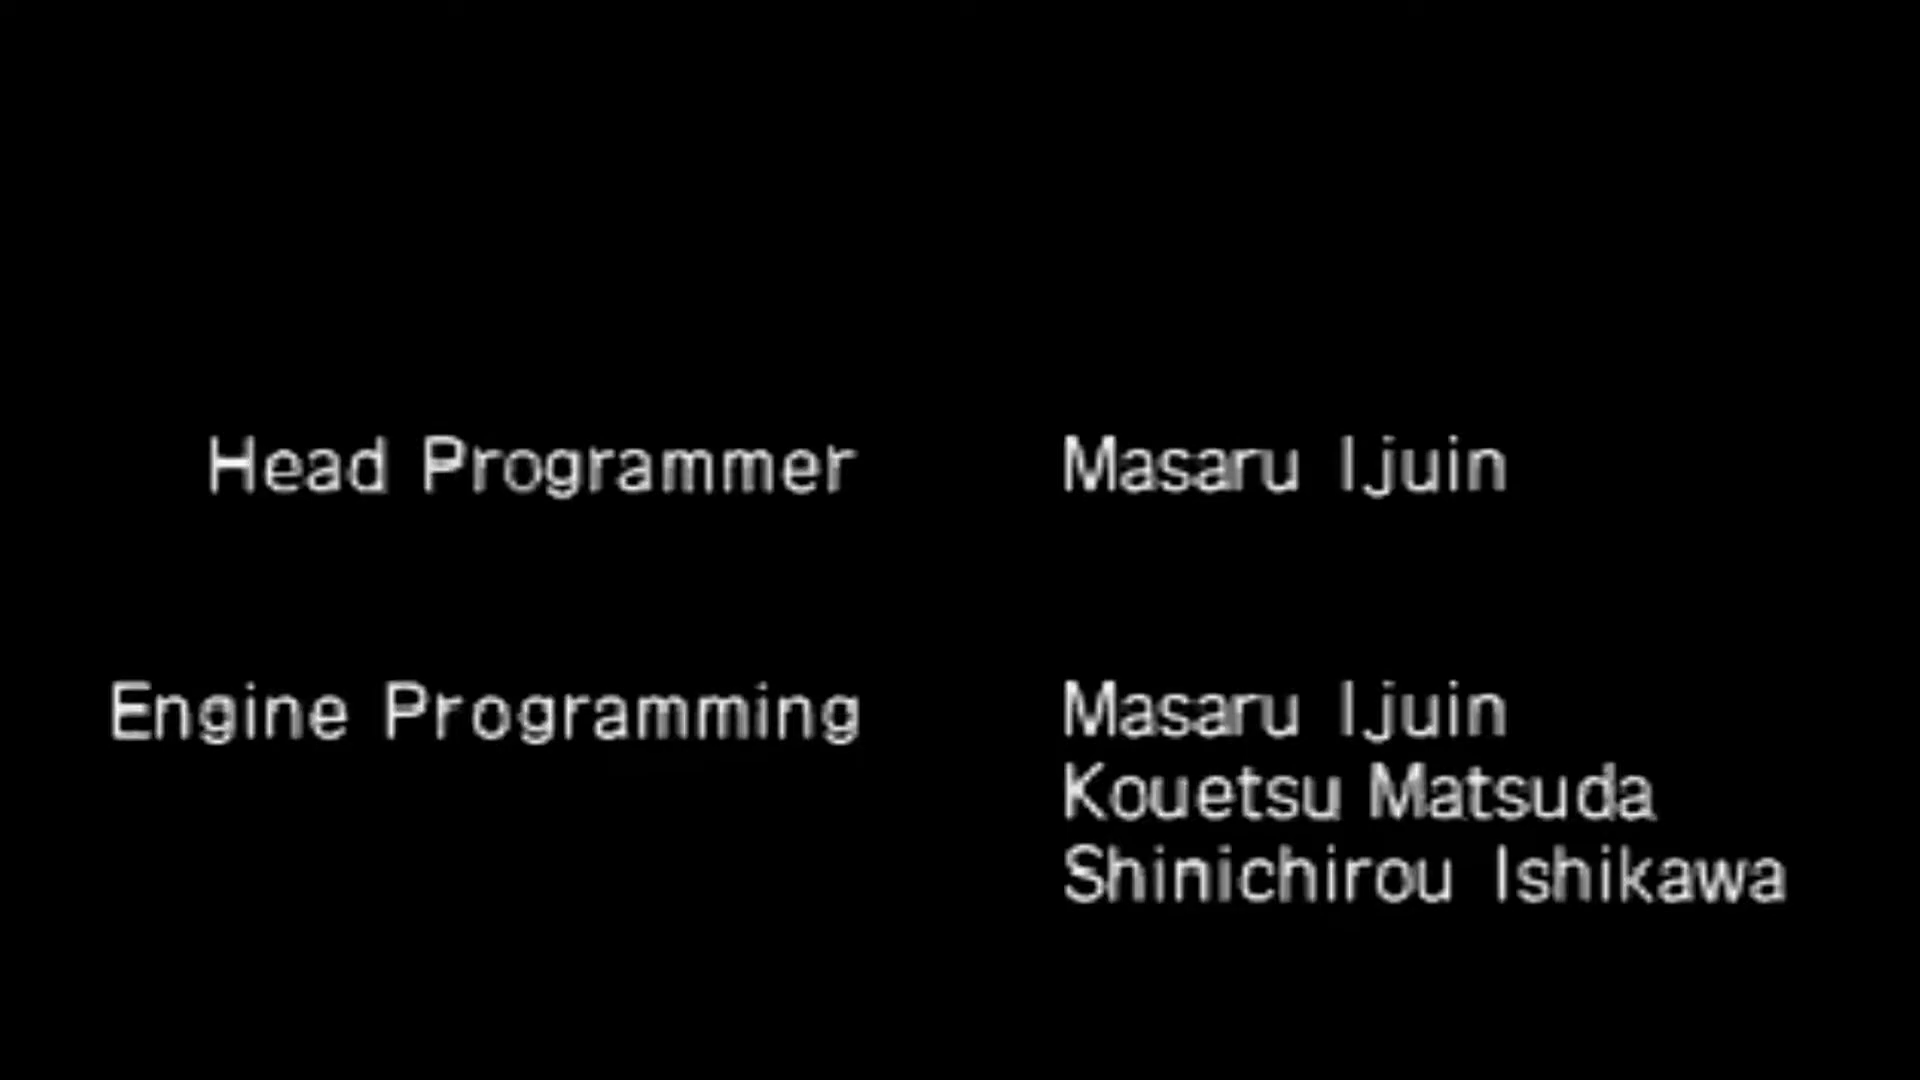 Head Programmer Masaru Ijuin
Engine Programming Masaru Ijuin
Kouetsu Matsuda
Shinichirou Ishikawa